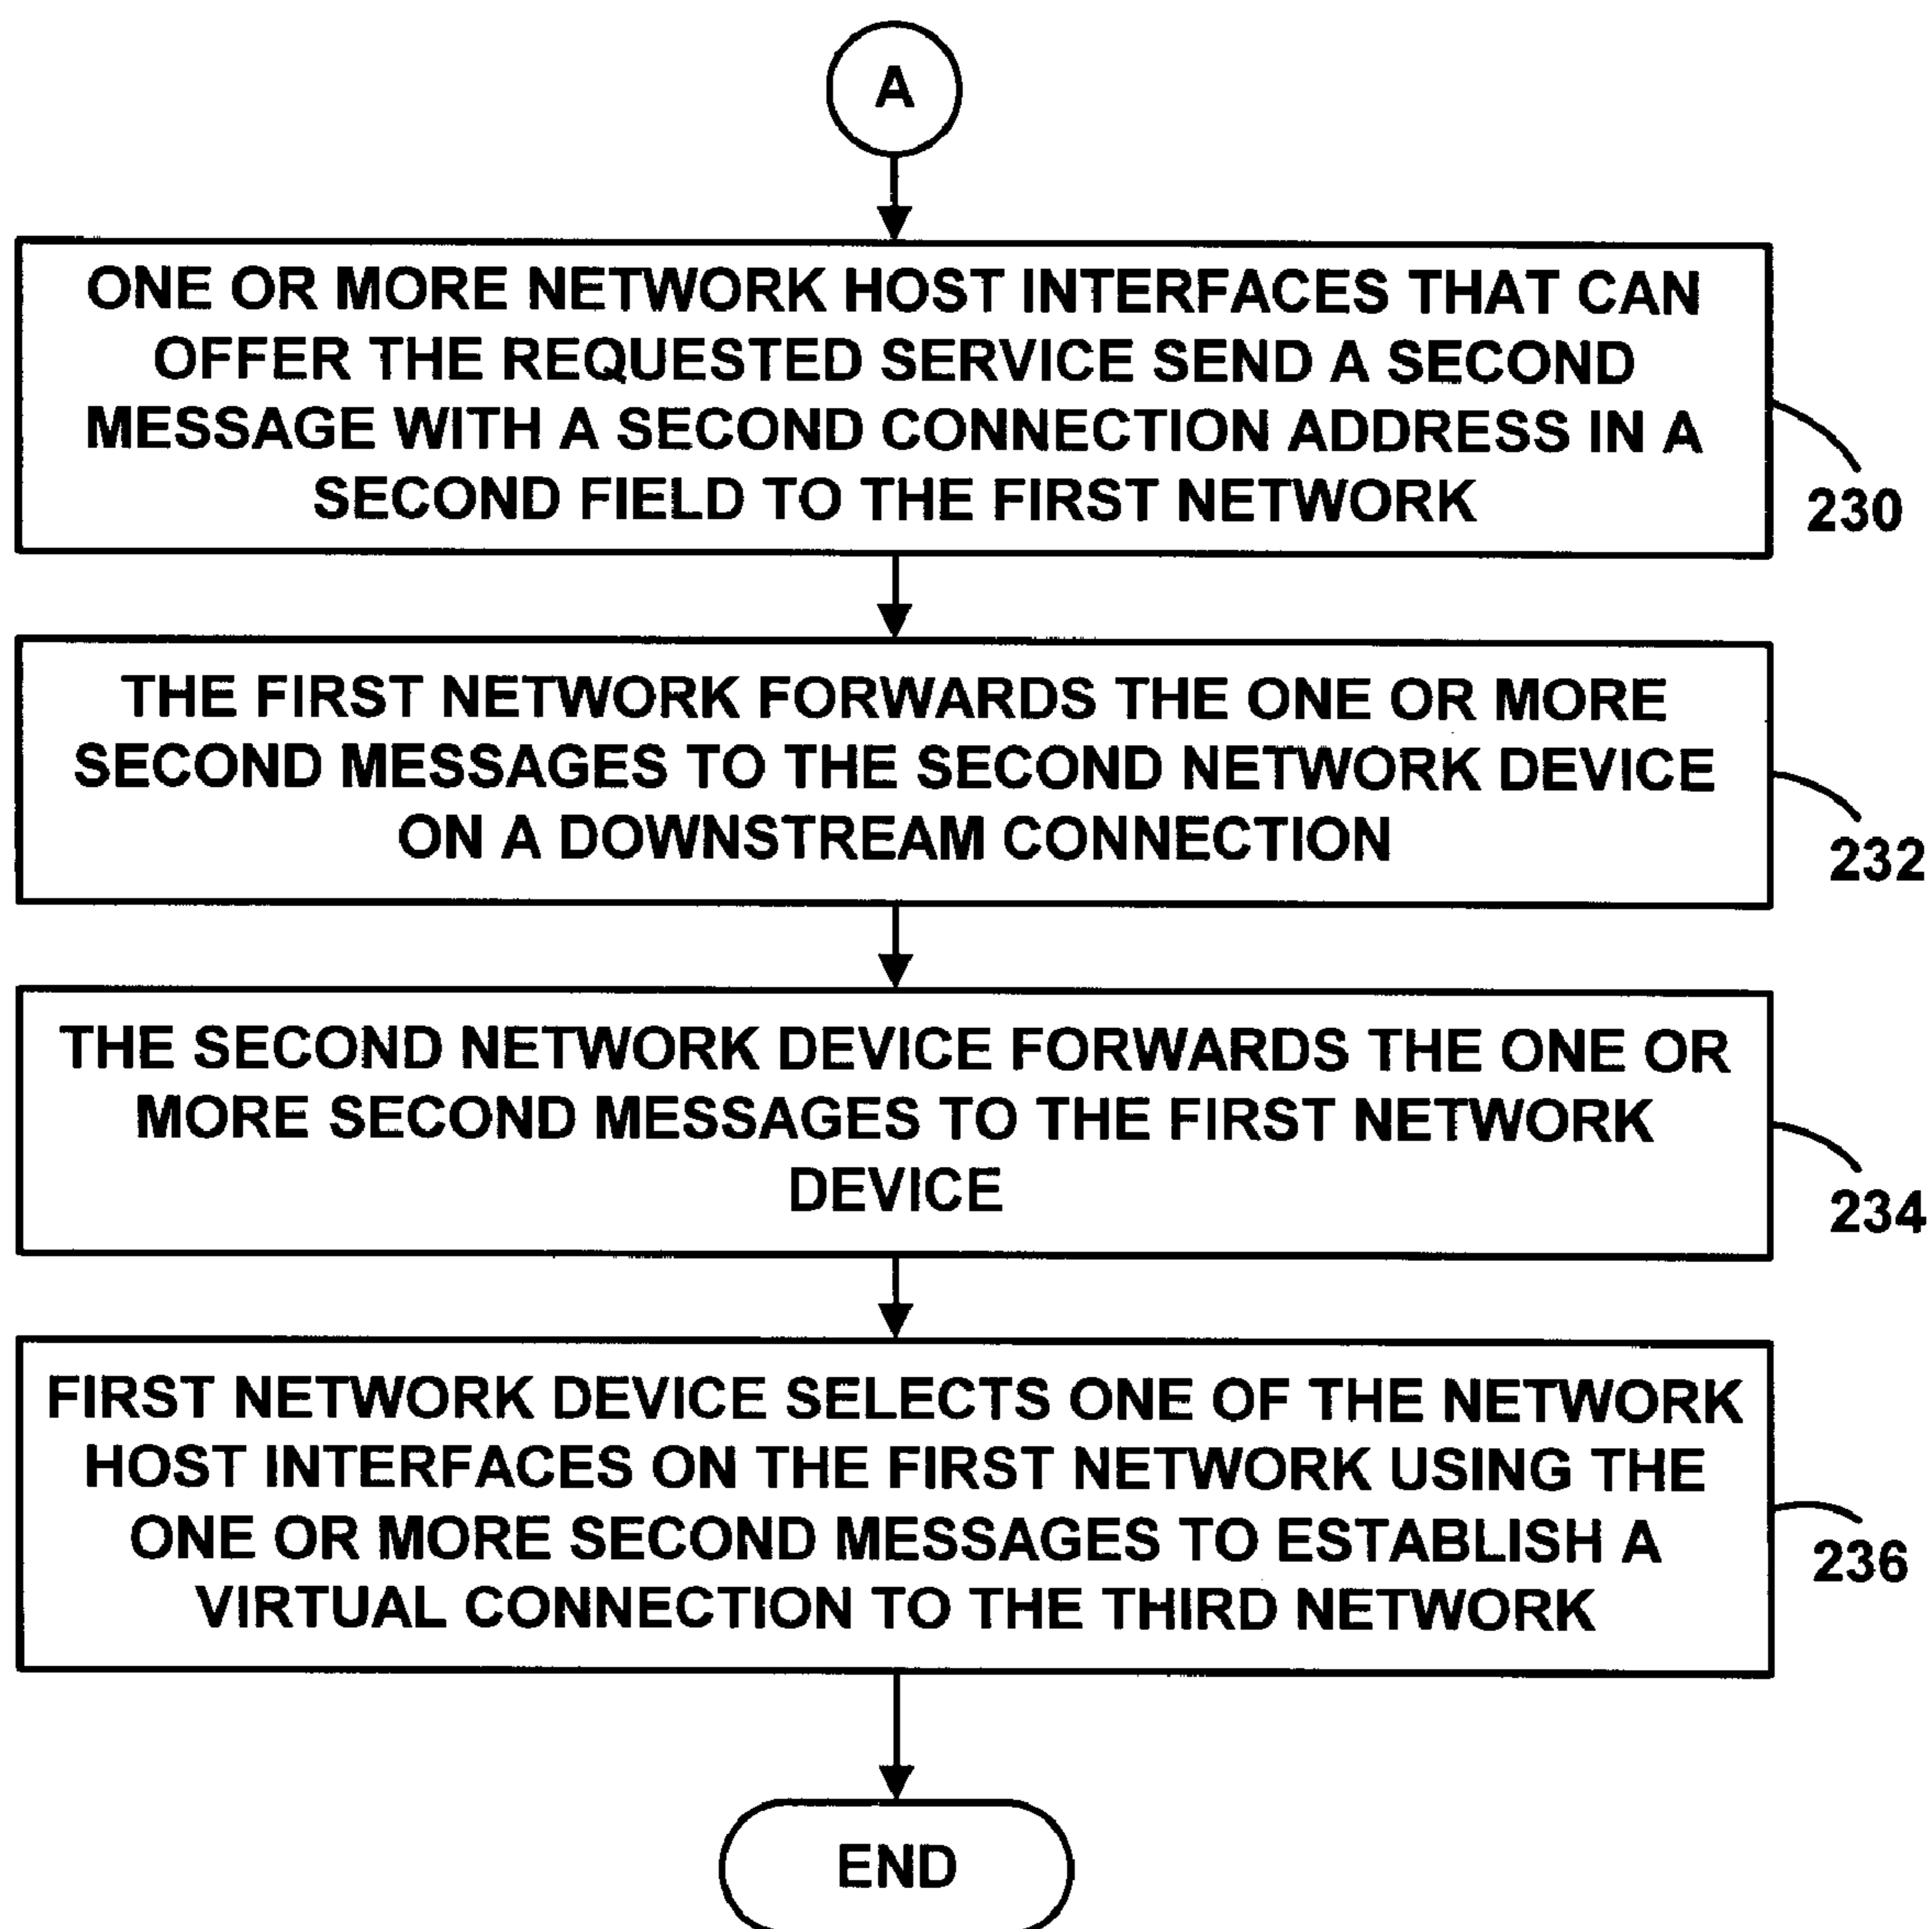 A
ONE OR MORE NETWORK HOST INTERFACES THAT CAN
OFFER THE REQUESTED SERVICE SEND A SECOND
MESSAGE WITH A SECOND CONNECTION ADDRESS IN A
SECOND FIELD TO THE FIRST NETWORK
230
THE FIRST NETWORK FORWARDS THE ONE OR MORE
SECOND MESSAGES TO THE SECOND NETWORK DEVICE
ON A DOWNSTREAM CONNECTION
232
THE SECOND NETWORK DEVICE FORWARDS THE ONE OR
MORE SECOND MESSAGES TO THE FIRST NETWORK
DEVICE
234
FIRST NETWORK DEVICE SELECTS ONE OF THE NETWORK
HOST INTERFACES ON THE FIRST NETWORK USING THE
ONE OR MORE SECOND MESSAGES TO ESTABLISH A
VIRTUAL CONNECTION TO THE THIRD NETWORK
236
END